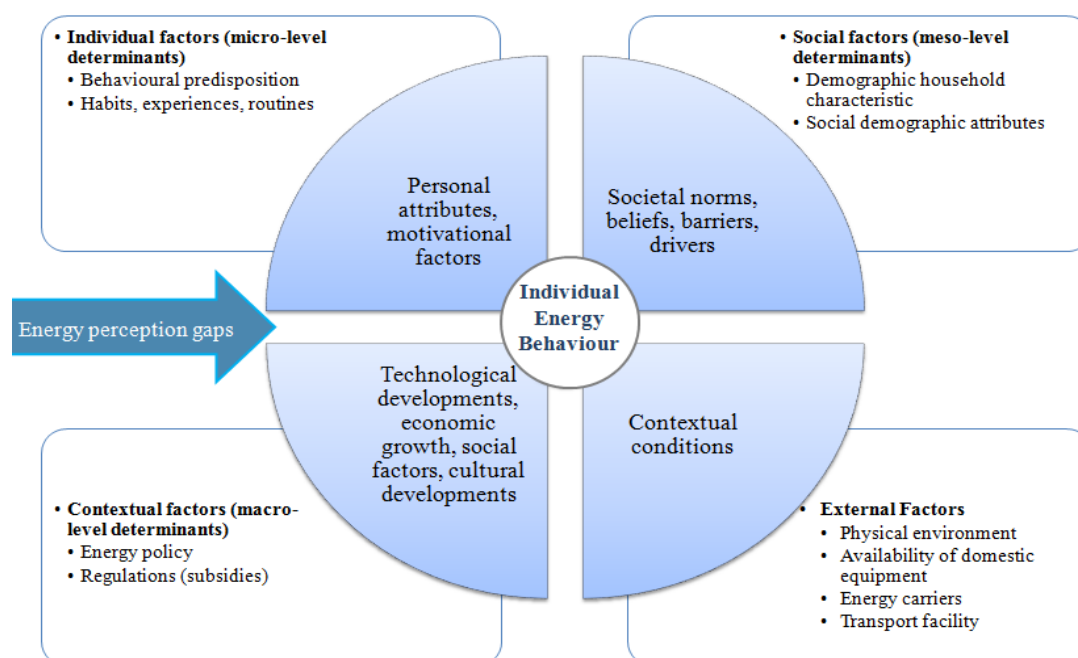 • Individual factors (micro-level
determinants)
• Behavioural predisposition
• Habits, experiences, routines
• Social factors (meso-level
determinants)
• Demographic household
characteristic
• Social demographic attributes
Personal
attributes,
motivational
factors
Societal norms,
beliefs, barriers,
drivers
Individual
Energy
Behaviour
Energy perception gaps
Technological
developments,
economic
growth, social
factors, cultural
developments
Contextual
conditions
• Contextual factors (macro-
level determinants)
• Energy policy
• Regulations (subsidies)
• External Factors
• Physical environment
• Availability of domestic
equipment
• Energy carriers
• Transport facility